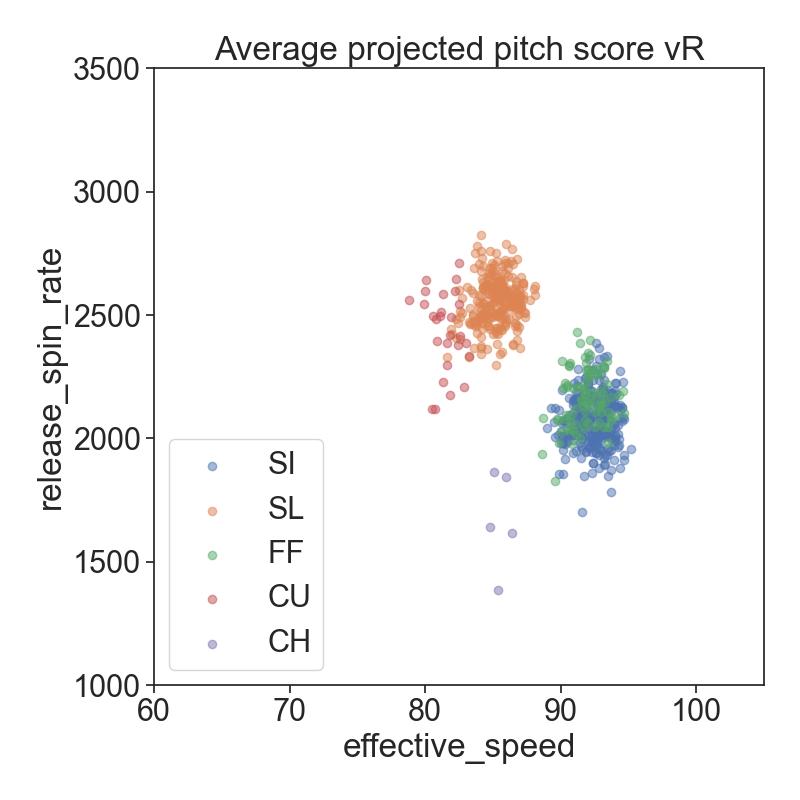 Average projected pitch score vR
3500
3000
2500
2000
1500
1000
release_spin_rate
SI
SL
FF
CU
CH
60
70
80
90
100
effective_speed